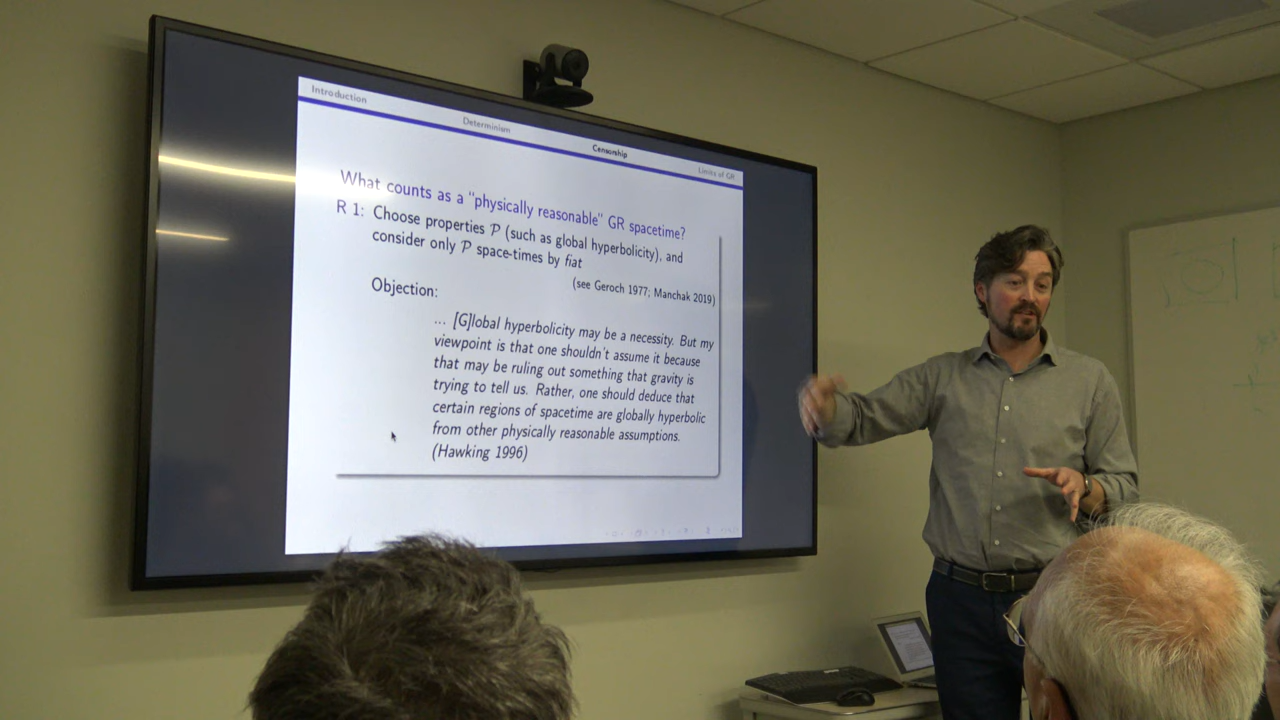 Introduction
Determinism
Censorship
Limits of GR
What counts as a "physically reasonable" GR spacetime?
R 1: Choose properties 𝒫 (such as global hyperbolicity), and
consider only 𝒫 space-times by fiat
(see Geroch 1977; Manchak 2019)
Objection:
... [G]lobal hyperbolicity may be a necessity. But my
viewpoint is that one shouldn't assume it because
that may be ruling out something that gravity is
trying to tell us. Rather, one should deduce that
certain regions of spacetime are globally hyperbolic
from other physically reasonable assumptions.
(Hawking 1996)